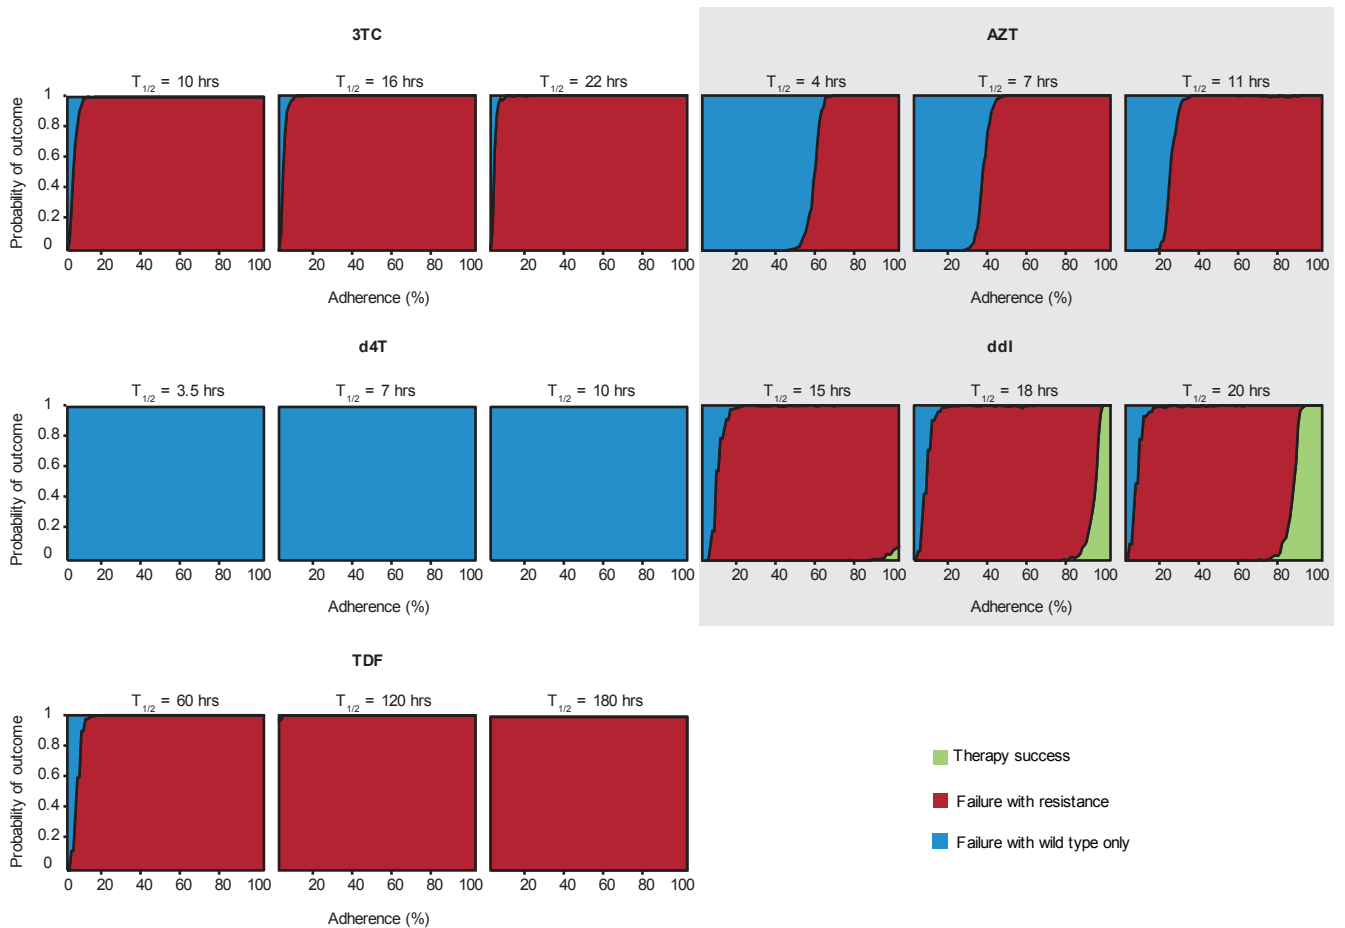 3TC
AZT
T1/2 = 10 hrs
T1/2 = 16 hrs
T1/2 = 22 hrs
T1/2 = 4 hrs
T1/2 = 7 hrs
T1/2 = 11 hrs
Probability of outcome
1
0.8
0.6
0.4
0.2
0
0 20 40 60 80 100
20 40 60 80 100
20 40 60 80 100
20 40 60 80 100
20 40 60 80 100
20 40 60 80 100
Adherence (%)
Adherence (%)
d4T
ddI
T1/2 = 3.5 hrs
T1/2 = 7 hrs
T1/2 = 10 hrs
T1/2 = 15 hrs
T1/2 = 18 hrs
T1/2 = 20 hrs
Probability of outcome
1
0.8
0.6
0.4
0.2
0
0 20 40 60 80 100
20 40 60 80 100
20 40 60 80 100
20 40 60 80 100
20 40 60 80 100
20 40 60 80 100
Adherence (%)
Adherence (%)
TDF
T1/2 = 60 hrs
T1/2 = 120 hrs
T1/2 = 180 hrs
Probability of outcome
1
0.8
0.6
0.4
0.2
0
0 20 40 60 80 100
20 40 60 80 100
20 40 60 80 100
Adherence (%)
Therapy success
Failure with resistance
Failure with wild type only